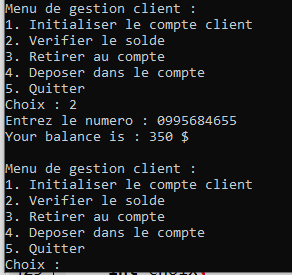 Menu de gestion client :
1. Initialiser le compte client
2. Verifier le solde
3. Retirer au compte
4. Deposer dans le compte
5. Quitter
Choix : 2
Entrez le numero : 0995684655
Your balance is : 350 $
Menu de gestion client :
1. Initialiser le compte client
2. Verifier le solde
3. Retirer au compte
4. Deposer dans le compte
5. Quitter
Choix :